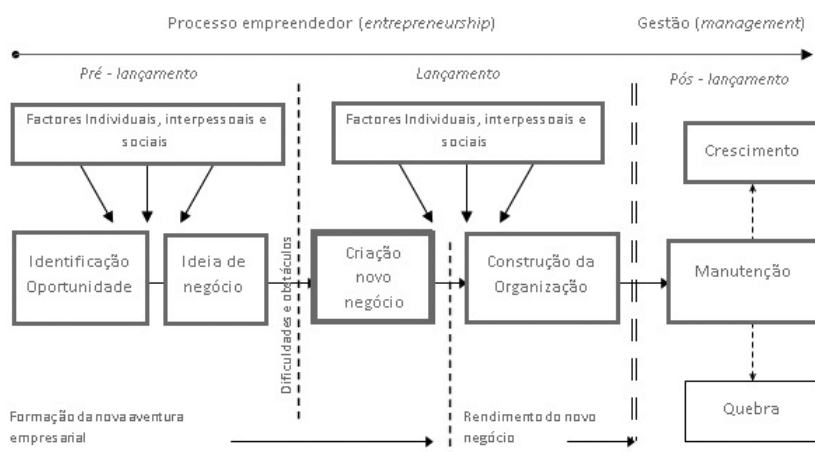 Processo empreendedor (entrepreneurship)
Gestão (management)
Pré - lançamento
Lançamento
Pós - lançamento
Factores Individuais, interpessoais e
sociais
Factores Individuais, interpessoais e
sociais
Crescimento
Identificação
Oportunidade
Ideia de
negócio
Dificuldades e obstáculos
Criação
novo
negócio
Construção da
Organização
Manutenção
Quebra
Formação da nova aventura
empresarial
Rendimento do novo
negócio